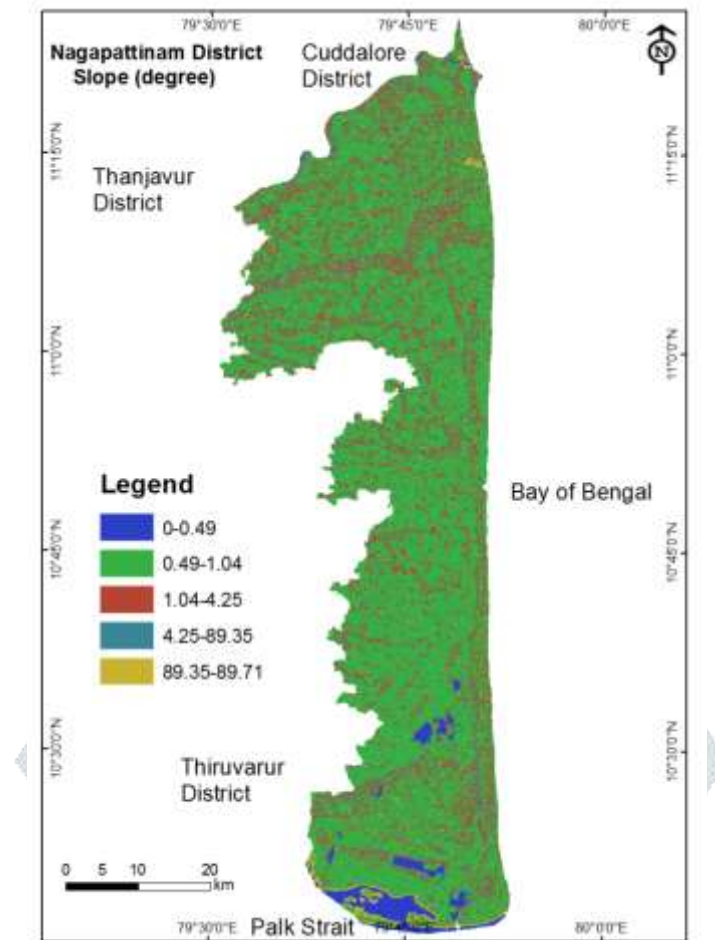 79°30'0"E 79°45'0"E 80°0'0"E
Nagapattinam District
Slope (degree)
Cuddalore
District
N
11°15'0"N
11°15'0"N
Thanjavur
District
11°0'0"N
11°0'0"N
Legend
0-0.49
0.49-1.04
1.04-4.25
4.25-89.35
89.35-89.71
Bay of Bengal
10°45'0"N
10°45'0"N
10°30'0"N
10°30'0"N
Thiruvarur
District
0 5 10 20
km
79°30'0"E
Palk Strait
80°0'0"E